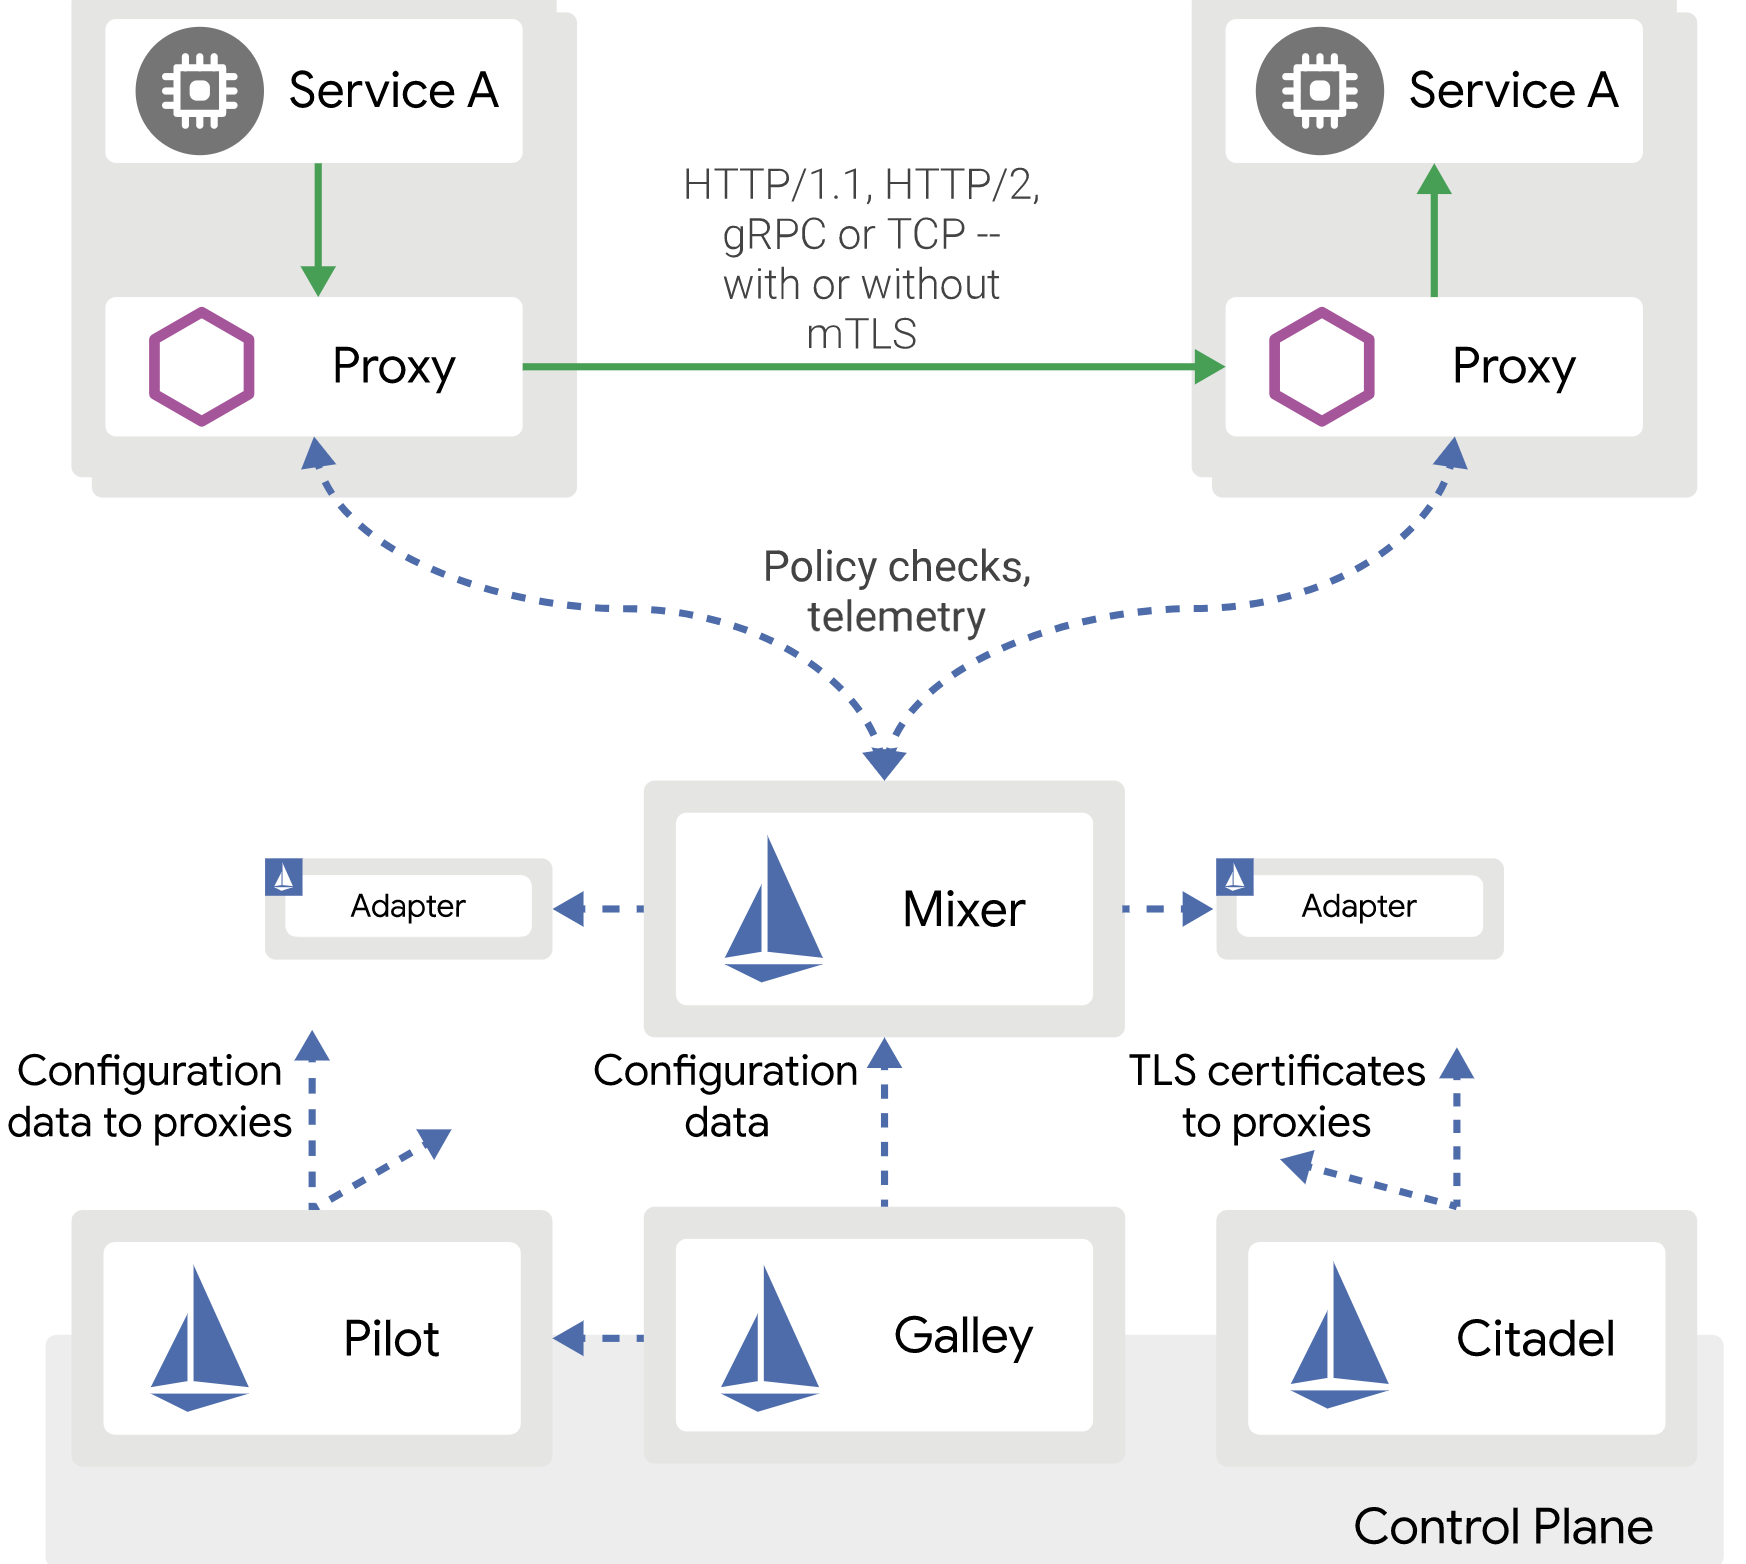 Service A
Service A
HTTP/1.1, HTTP/2,
gRPC or TCP --
with or without
mTLS
Proxy
Proxy
Policy checks,
telemetry
Adapter
Mixer
Adapter
Configuration
data to proxies
Configuration
data
TLS certificates
to proxies
Pilot
Galley
Citadel
Control Plane